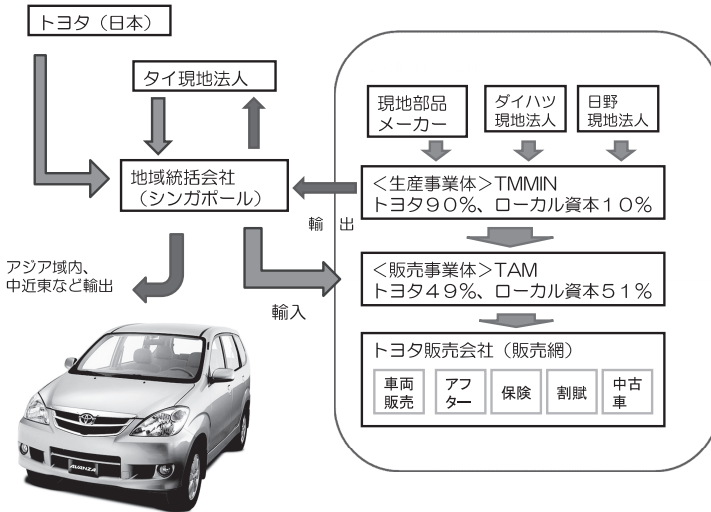 トヨタ（日本）
タイ現地法人
地域統括会社
（シンガポール）
アジア域内、
中近東など輸出
輸　出
輸入
現地部品
メーカー
ダイハツ
現地法人
日野
現地法人
＜生産事業体＞TMMIN
トヨタ９０％、ローカル資本１０％
＜販売事業体＞TAM
トヨタ４９％、ローカル資本５１％
トヨタ販売会社（販売網）
車両
販売
アフ
ター
保険
割賦
中古
車
AVANZA